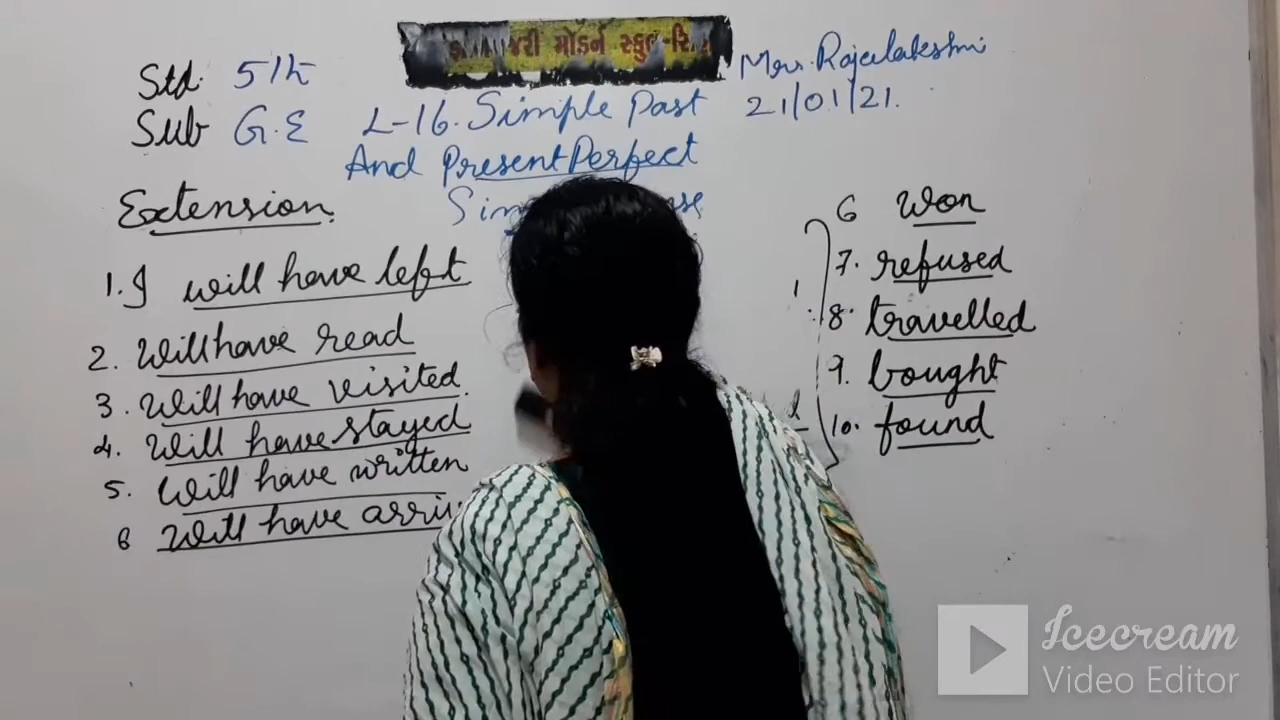 મોડર્ન સ્કુલ
Std. 5th
Sub G.E
L-16. Simple Past
And Present Perfect
Mrs. Rajalakshmi
21/01/21.
Extension.
1. I will have left
2. Will have read
3. Will have visited.
4. Will have stayed
5. Will have written
6 Will have
6 Won
7. refused
8. travelled
9. bought
10. found
Icecream
Video Editor